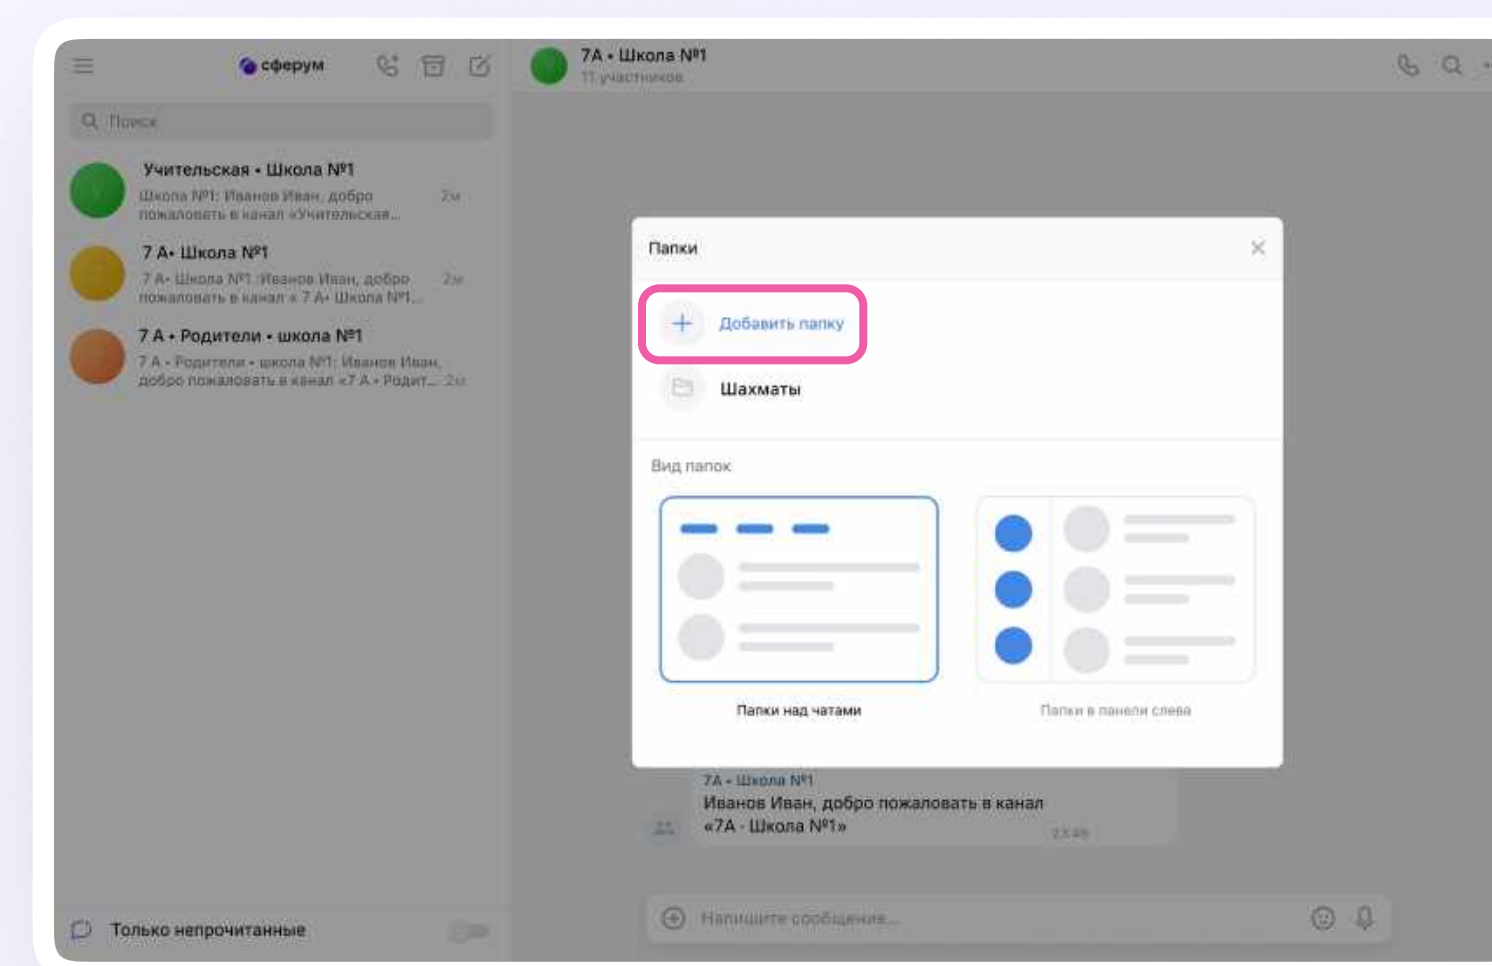 сферум
Поиск
Учительская • Школа №1
Школа №1: Иванов Иван, добро
пожаловать в канал «Учительская...
2м
7 А• Школа №1
7 А• Школа №1 :Иванов Иван, добро
пожаловать в канал « 7 А• Школа №1...
2м
7 А • Родители • школа №1
7 А • Родители • школа №1: Иванов Иван,
добро пожаловать в канал «7 А • Родит... 2м
Только непрочитанные
7А • Школа №1
11 участников
Папки
Добавить папку
Шахматы
Вид папок
Папки над чатами
Папки в панели слева
7А • Школа №1
Иванов Иван, добро пожаловать в канал
«7А - Школа №1»
23:49
Напишите сообщение...